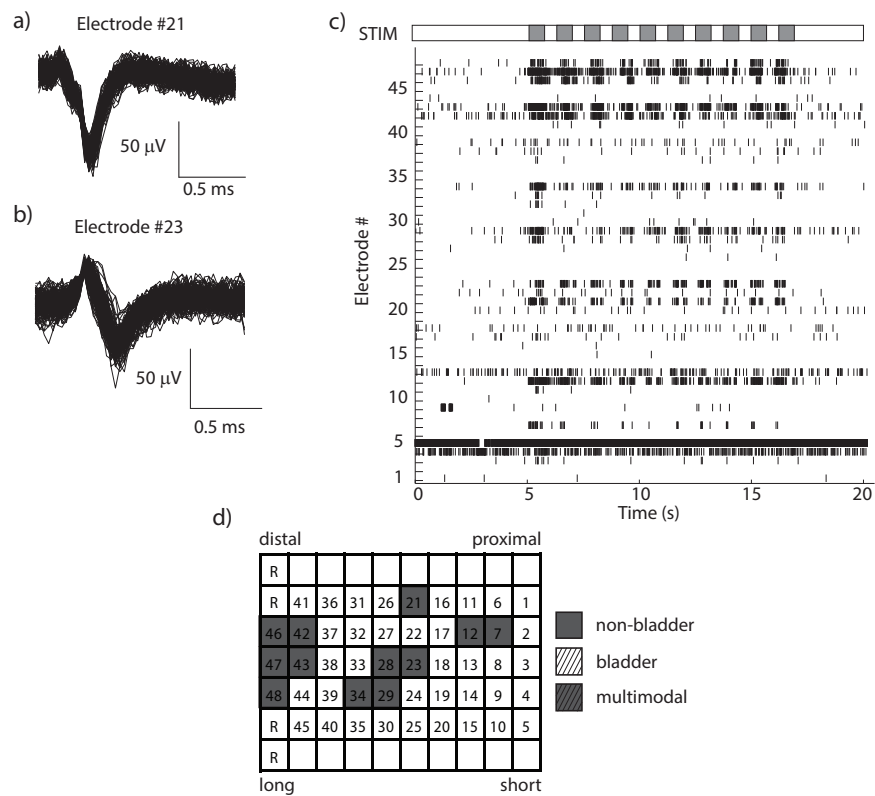 a)
Electrode #21
50 μV
0.5 ms
b)
Electrode #23
50 μV
0.5 ms
c)
STIM
Electrode #
45
40
35
30
25
20
15
10
5
1
0 5 10 15 20
Time (s)
d)
distal proximal
R
R 41 36 31 26 21 16 11 6 1
46 42 37 32 27 22 17 12 7 2
47 43 38 33 28 23 18 13 8 3
48 44 39 34 29 24 19 14 9 4
R 45 40 35 30 25 20 15 10 5
R
long short
non-bladder
bladder
multimodal